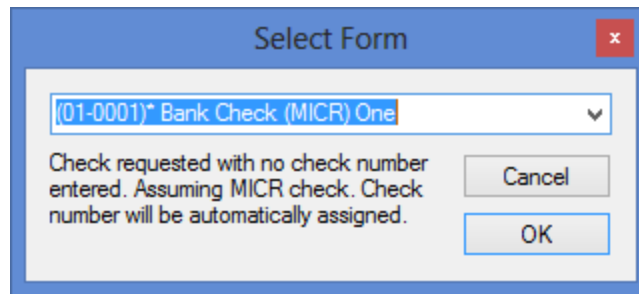 Select Form
x
(01-0001)* Bank Check (MICR) One
Check requested with no check number
entered. Assuming MICR check. Check
number will be automatically assigned.
Cancel
OK